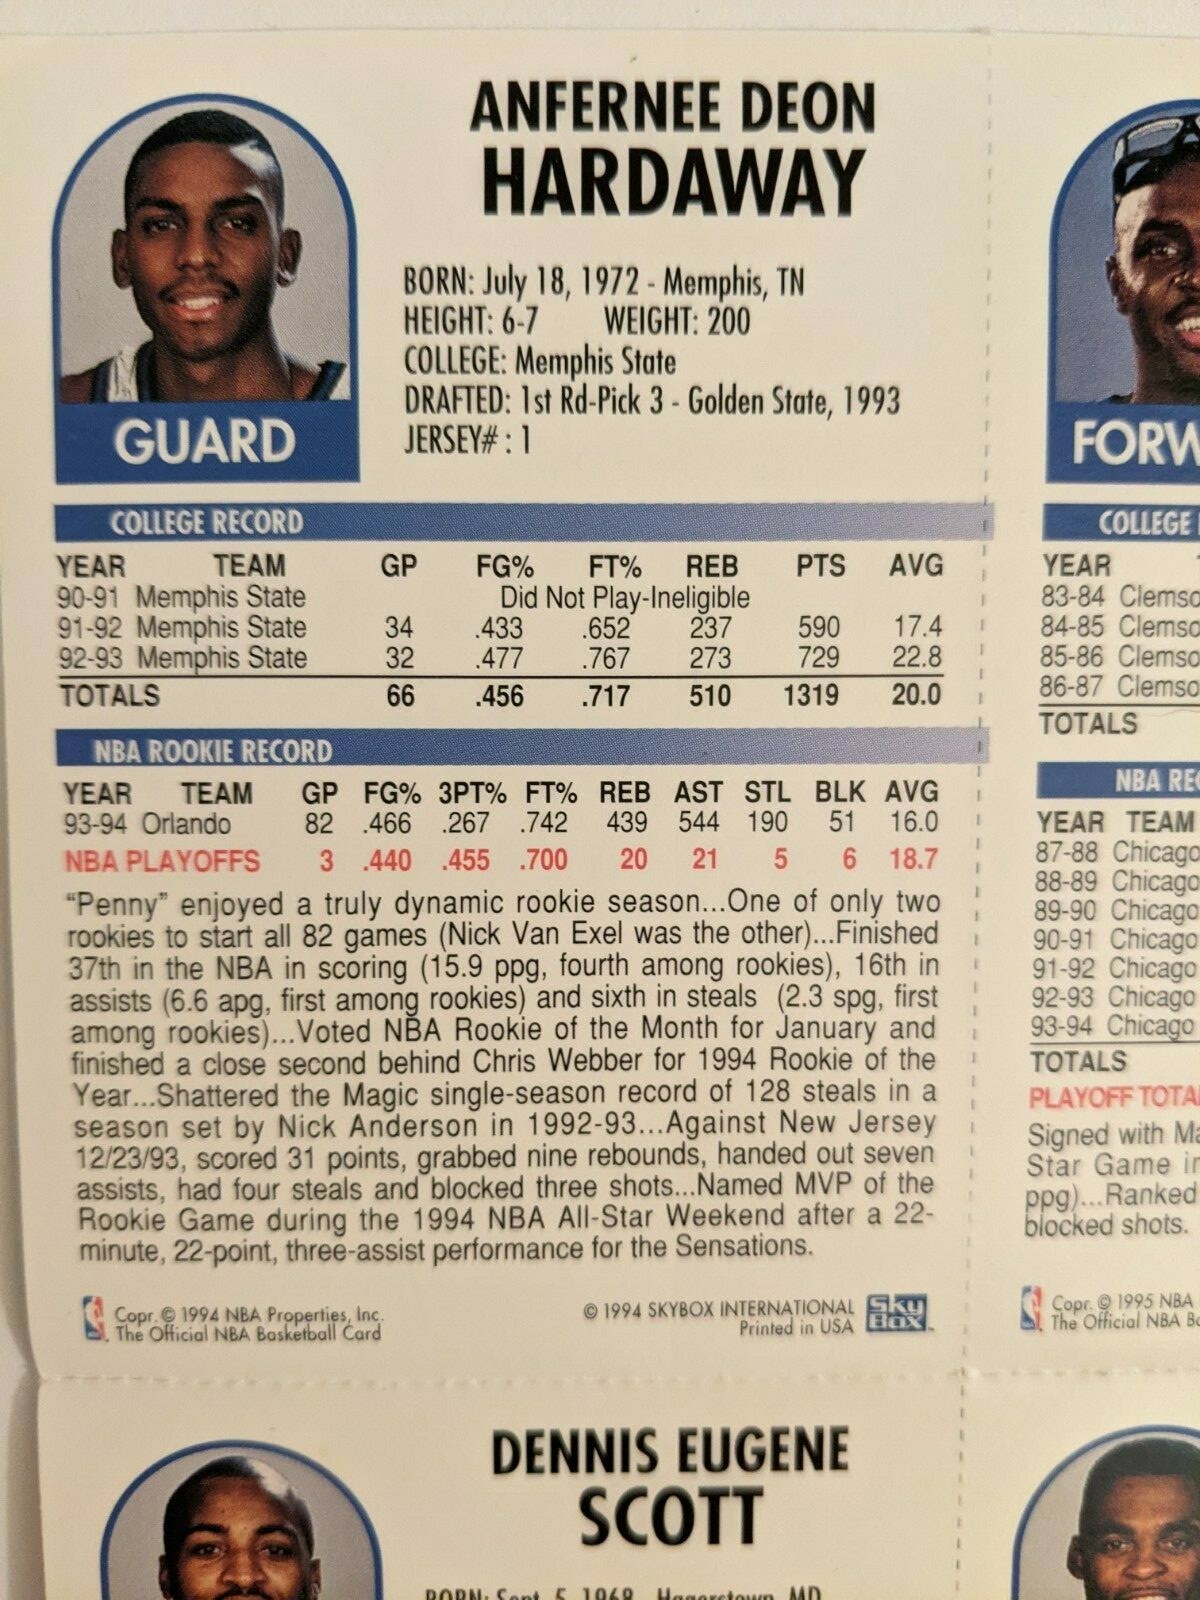 ANFERNEE DEON
HARDAWAY
BORN: July 18, 1972 - Memphis, TN
HEIGHT: 6-7 WEIGHT: 200
COLLEGE: Memphis State
DRAFTED: 1st Rd-Pick 3 - Golden State, 1993
JERSEY# : 1
GUARD
COLLEGE RECORD
YEAR TEAM GP FG% FT% REB PTS AVG
90-91 Memphis State Did Not Play-Ineligible
91-92 Memphis State 34 .433 .652 237 590 17.4
92-93 Memphis State 32 .477 .767 273 729 22.8
TOTALS 66 .456 .717 510 1319 20.0
NBA ROOKIE RECORD
YEAR TEAM GP FG% 3PT% FT% REB AST STL BLK AVG
93-94 Orlando 82 .466 .267 .742 439 544 190 51 16.0
NBA PLAYOFFS 3 .440 .455 .700 20 21 5 6 18.7
"Penny" enjoyed a truly dynamic rookie season...One of only two
rookies to start all 82 games (Nick Van Exel was the other)...Finished
37th in the NBA in scoring (15.9 ppg, fourth among rookies), 16th in
assists (6.6 apg, first among rookies) and sixth in steals (2.3 spg, first
among rookies)...Voted NBA Rookie of the Month for January and
finished a close second behind Chris Webber for 1994 Rookie of the
Year...Shattered the Magic single-season record of 128 steals in a
season set by Nick Anderson in 1992-93...Against New Jersey
12/23/93, scored 31 points, grabbed nine rebounds, handed out seven
assists, had four steals and blocked three shots...Named MVP of the
Rookie Game during the 1994 NBA All-Star Weekend after a 22-
minute, 22-point, three-assist performance for the Sensations.
Copr. © 1994 NBA Properties, Inc.
The Official NBA Basketball Card
© 1994 SKYBOX INTERNATIONAL
Printed in USA
SkyBox
FORW
COLLEGE
YEAR
83-84 Clemso
84-85 Clemso
85-86 Clemso
86-87 Clemso
TOTALS
NBA REC
YEAR TEAM
87-88 Chicago
88-89 Chicago
89-90 Chicago
90-91 Chicago
91-92 Chicago
92-93 Chicago
93-94 Chicago
TOTALS
PLAYOFF TOTA
Signed with Ma
Star Game in
ppg)...Ranked
blocked shots.
Copr. © 1995 NBA
The Official NBA Ba
DENNIS EUGENE
SCOTT
BORN: Sept. 5, 1968 - Hagerstown, MD